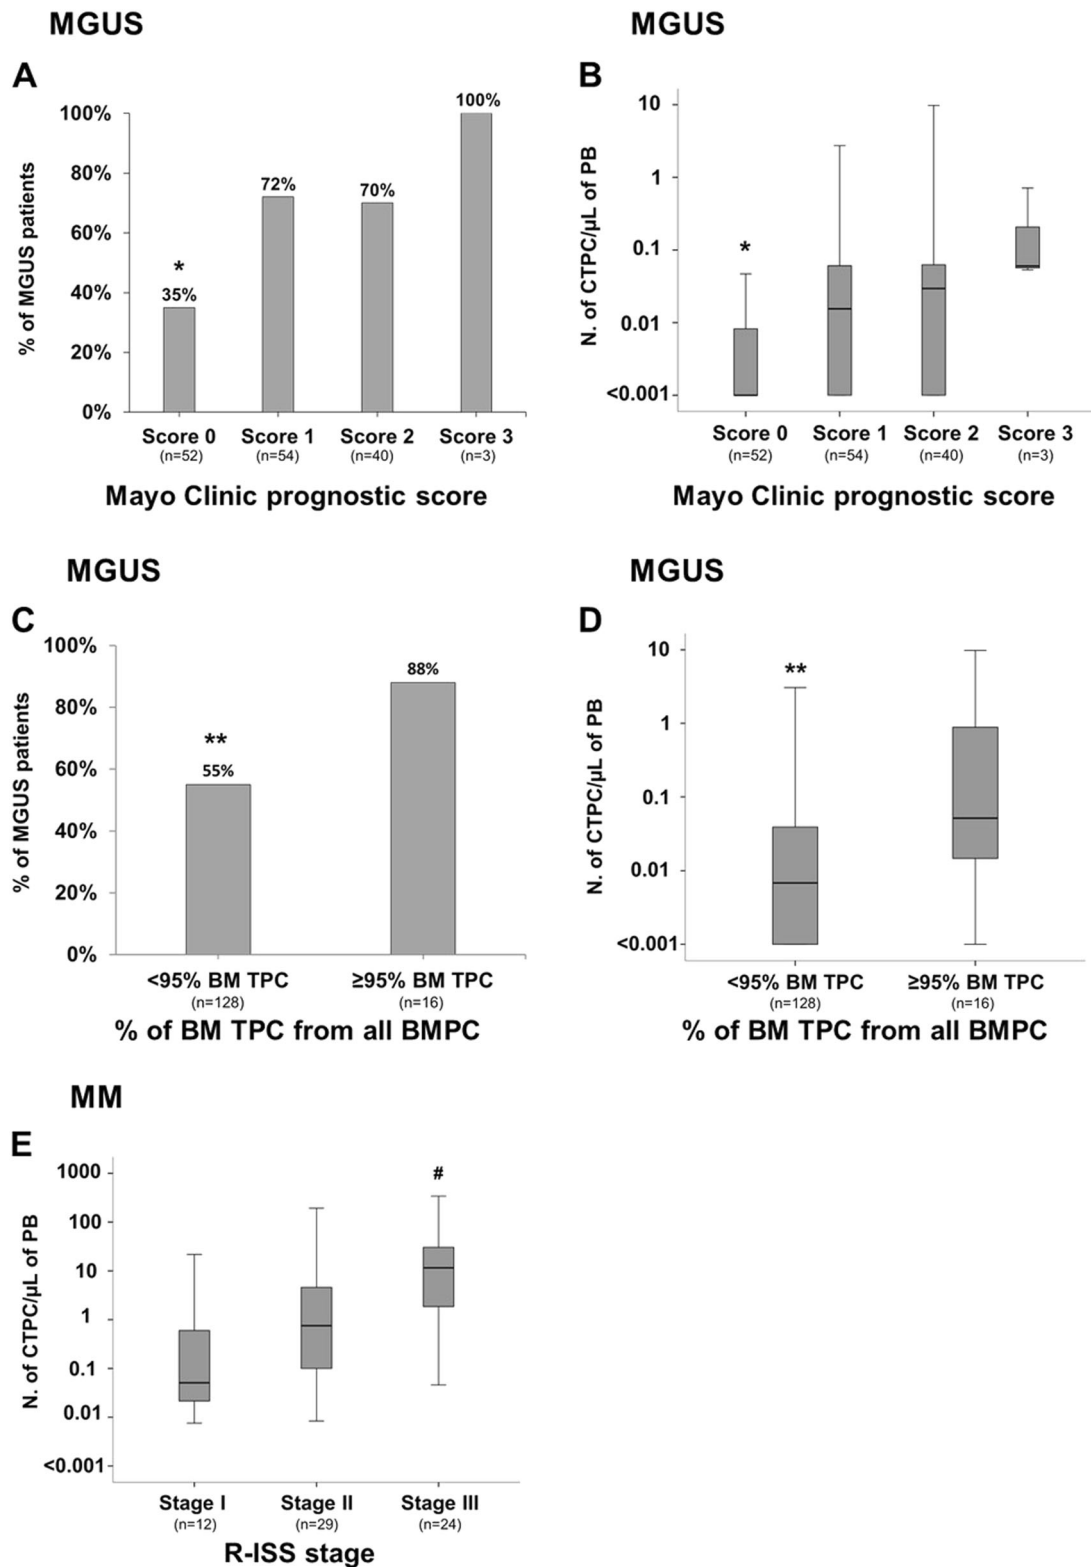 MGUS
A
% of MGUS patients
100%
80%
60%
40%
20%
0%
*
35%
72%
70%
100%
Score 0 Score 1 Score 2 Score 3
(n=52) (n=54) (n=40) (n=3)
Mayo Clinic prognostic score
MGUS
B
N. of CTPC/µL of PB
10
1
0.1
0.01
<0.001
*
Score 0 Score 1 Score 2 Score 3
(n=52) (n=54) (n=40) (n=3)
Mayo Clinic prognostic score
MGUS
C
% of MGUS patients
100%
80%
60%
40%
20%
0%
**
55%
88%
<95% BM TPC ≥95% BM TPC
(n=128) (n=16)
% of BM TPC from all BMPC
MGUS
D
N. of CTPC/µL of PB
10
1
0.1
0.01
<0.001
**
<95% BM TPC ≥95% BM TPC
(n=128) (n=16)
% of BM TPC from all BMPC
MM
E
N. of CTPC/µL of PB
1000
100
10
1
0.1
0.01
<0.001
#
Stage I Stage II Stage III
(n=12) (n=29) (n=24)
R-ISS stage